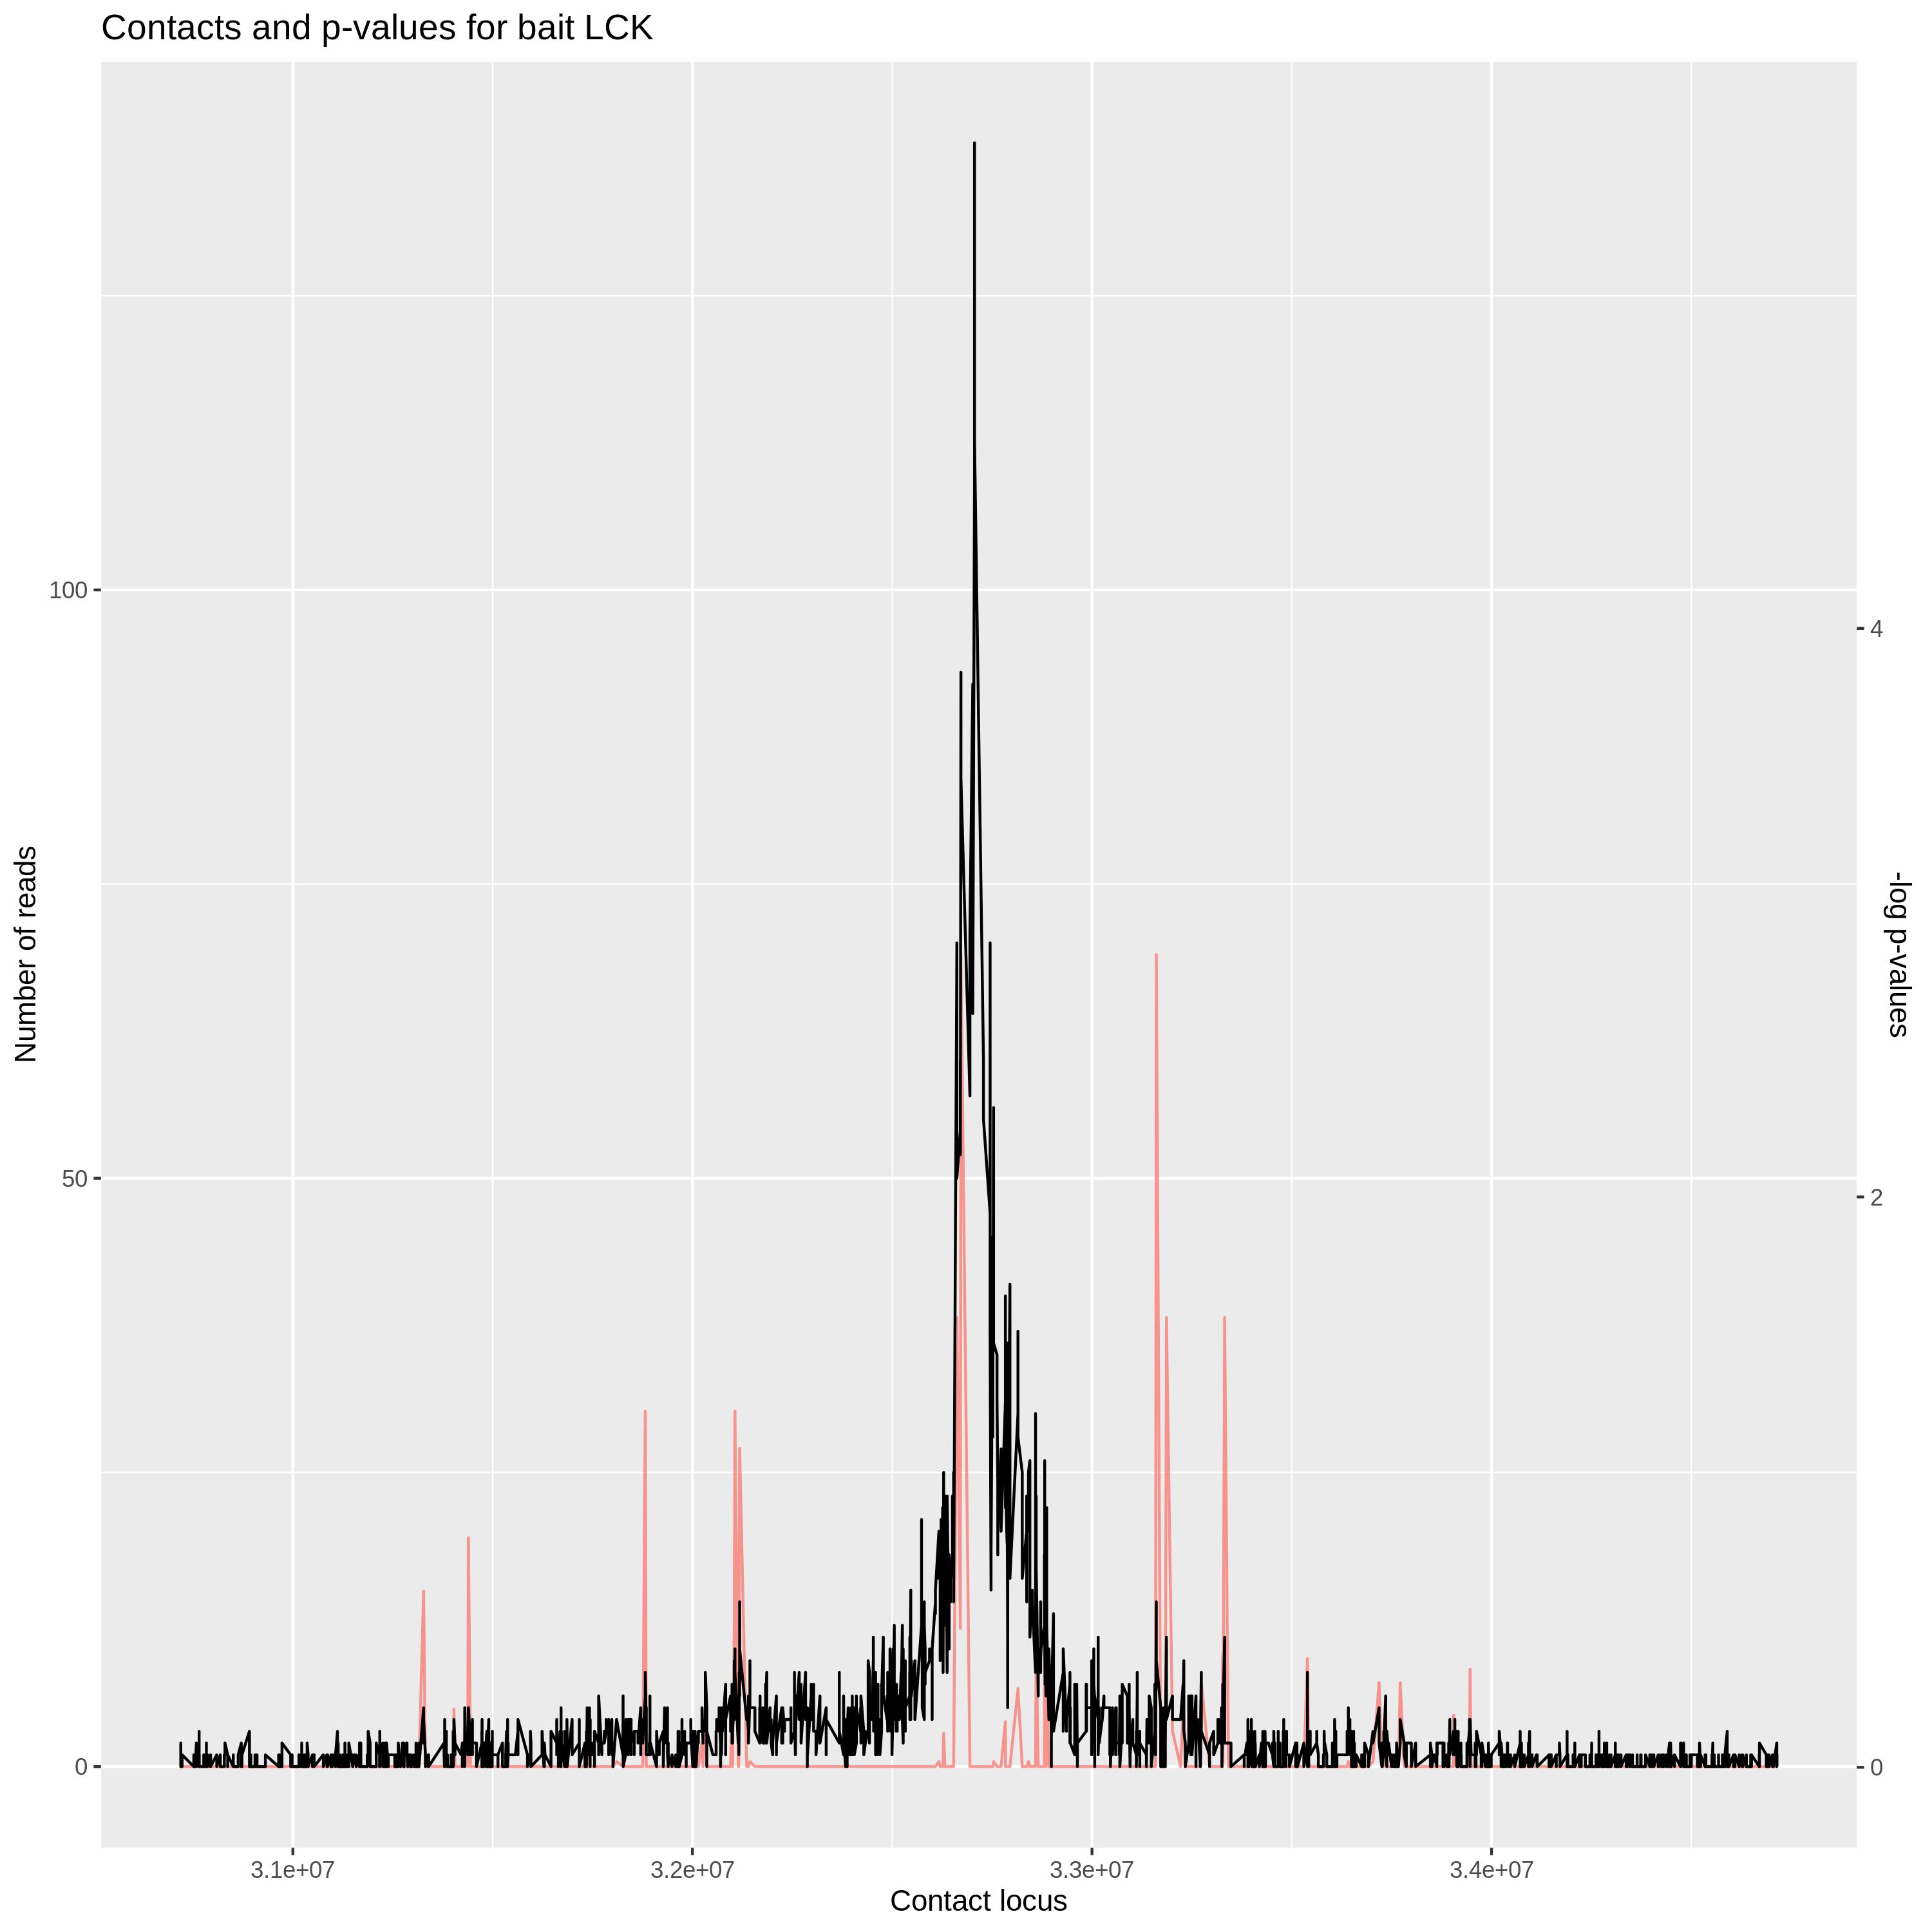 Contacts and p-values for bait LCK
100
50
0
Number of reads
4
2
0
-log p-values
3.1e+07
3.2e+07
3.3e+07
3.4e+07
Contact locus